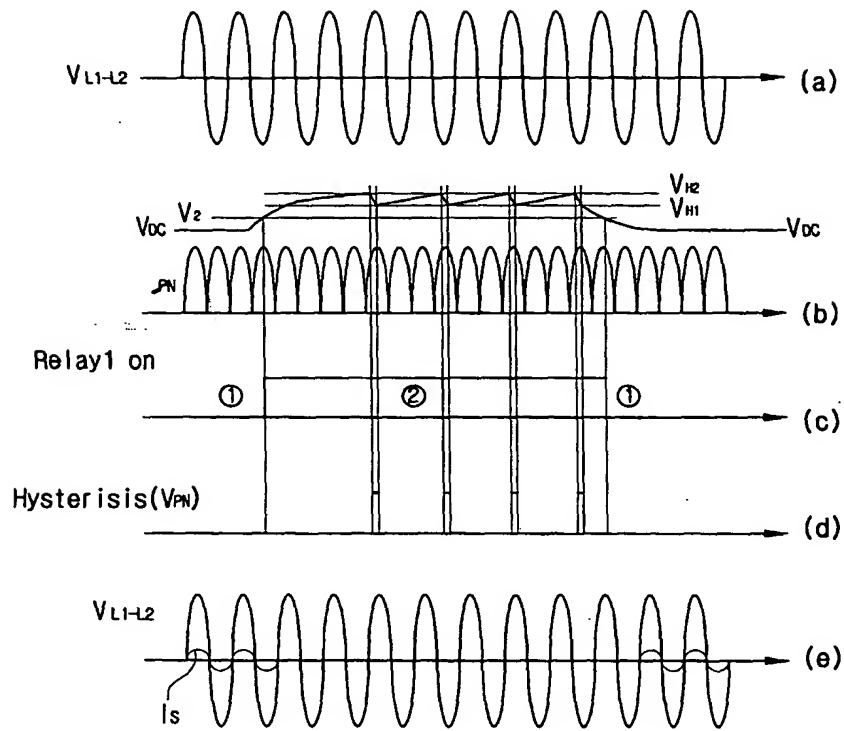 VL1-L2
(a)
VH2
V2
VH1
VDC
VDC
PN
(b)
Relay1 on
① ② ①
(c)
Hysterisis(VPN)
(d)
VL1-L2
(e)
Is